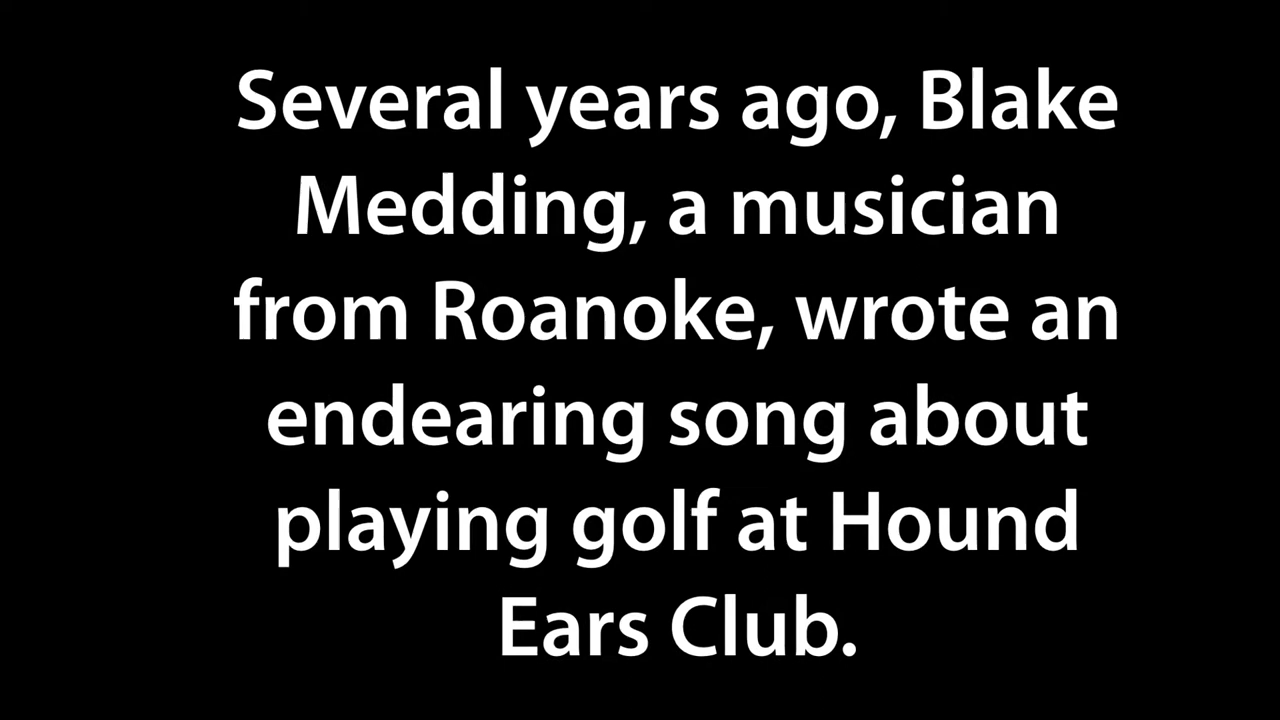 Several years ago, Blake
Medding, a musician
from Roanoke, wrote an
endearing song about
playing golf at Hound
Ears Club.